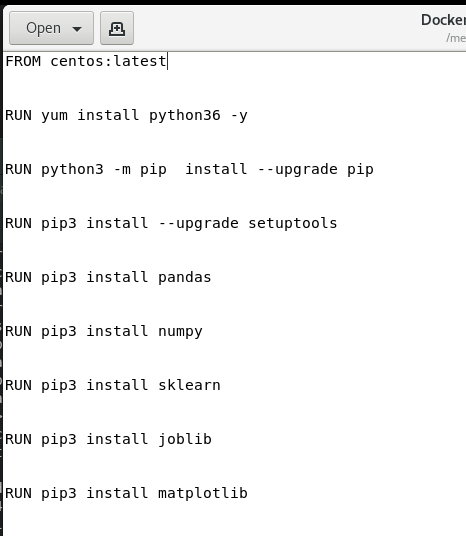 Open
Docker
/me
FROM centos:latest
RUN yum install python36 -y
RUN python3 -m pip  install --upgrade pip
RUN pip3 install --upgrade setuptools
RUN pip3 install pandas
RUN pip3 install numpy
RUN pip3 install sklearn
RUN pip3 install joblib
RUN pip3 install matplotlib